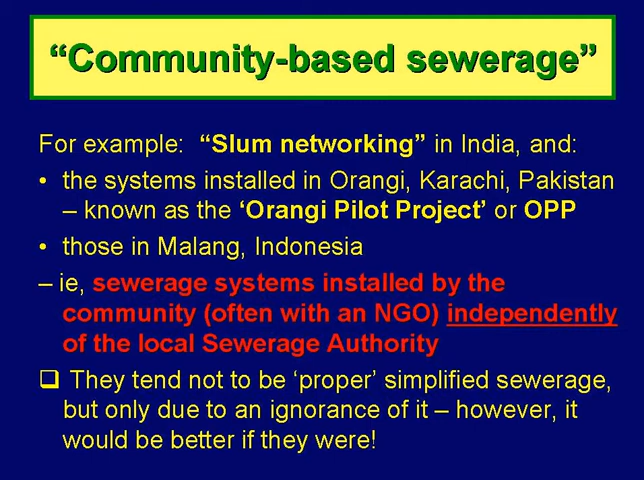 “Community-based sewerage”
For example: “Slum networking” in India, and:
• the systems installed in Orangi, Karachi, Pakistan
– known as the ‘Orangi Pilot Project’ or OPP
• those in Malang, Indonesia
– ie, sewerage systems installed by the
community (often with an NGO) independently
of the local Sewerage Authority
❑ They tend not to be ‘proper’ simplified sewerage,
but only due to an ignorance of it – however, it
would be better if they were!